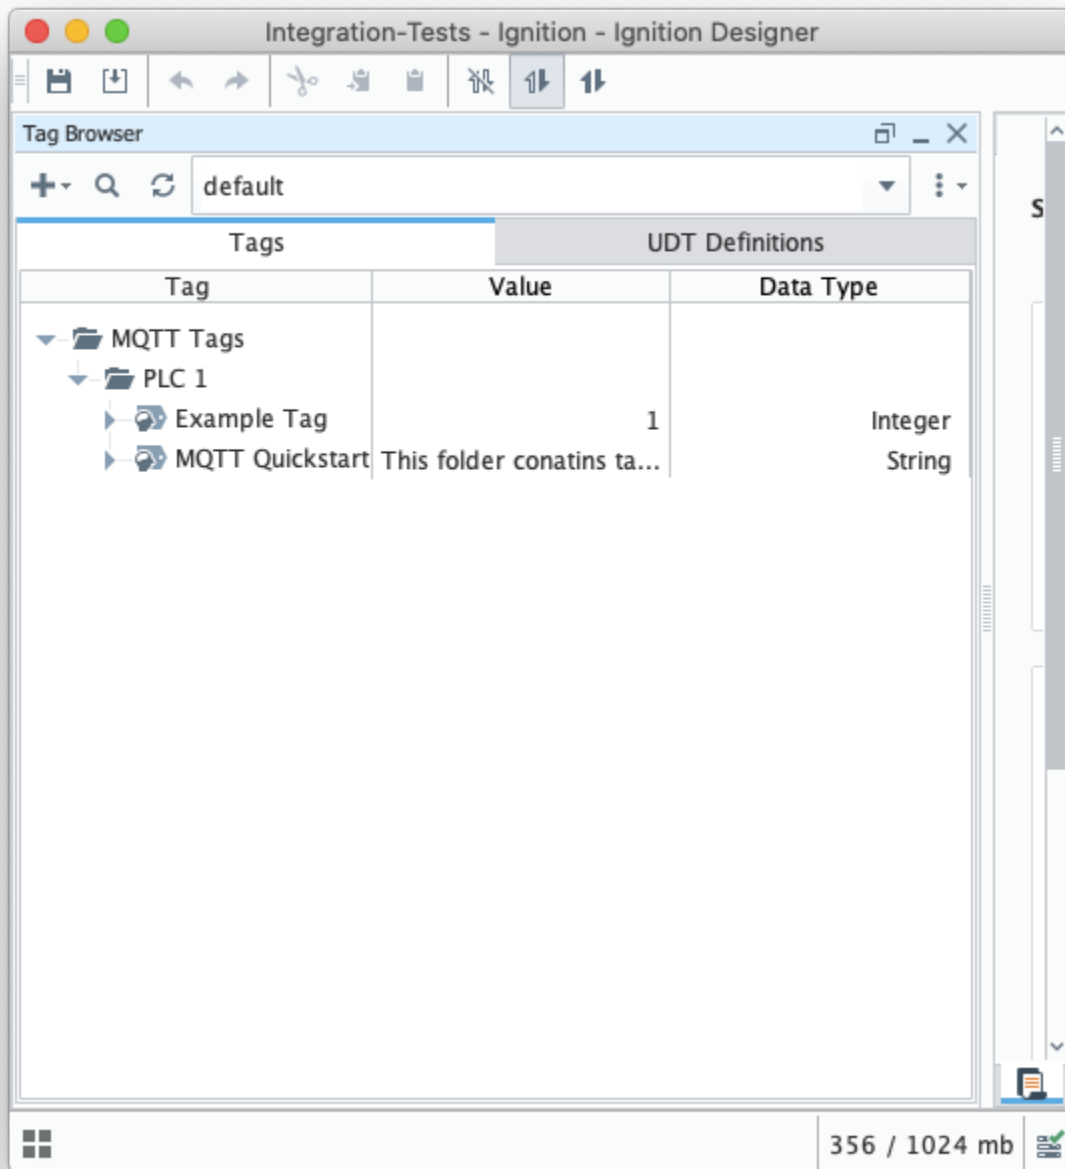 Integration-Tests - Ignition - Ignition Designer
Tag Browser
default
Tags UDT Definitions
Tag Value Data Type
MQTT Tags
PLC 1
Example Tag 1 Integer
MQTT Quickstart This folder conatins ta... String
356 / 1024 mb